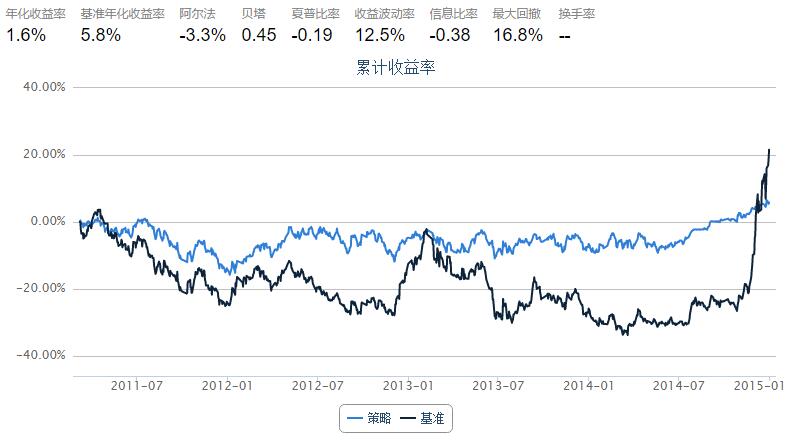 年化收益率 基准年化收益率 阿尔法 贝塔 夏普比率 收益波动率 信息比率 最大回撤 换手率
1.6% 5.8% -3.3% 0.45 -0.19 12.5% -0.38 16.8% --
累计收益率
40.00%
20.00%
0.00%
-20.00%
-40.00%
2011-07 2012-01 2012-07 2013-01 2013-07 2014-01 2014-07 2015-01
策略 基准